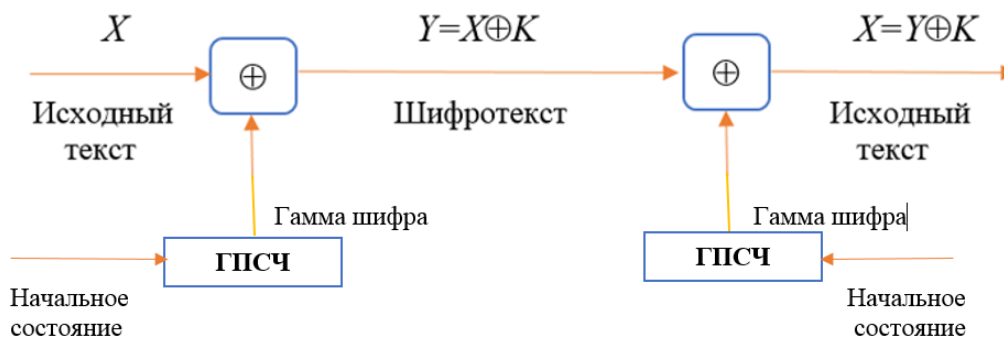 X
Y=X⊕K
X=Y⊕K
⊕
⊕
Исходный
текст
Шифротекст
Исходный
текст
Гамма шифра
Гамма шифра
ГПСЧ
ГПСЧ
Начальное
состояние
Начальное
состояние